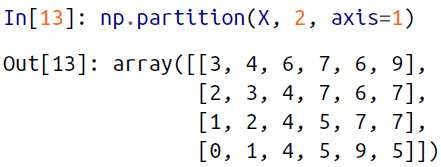 In[13]: np.partition(X, 2, axis=1)
Out[13]: array([[3, 4, 6, 7, 6, 9],
[2, 3, 4, 7, 6, 7],
[1, 2, 4, 5, 7, 7],
[0, 1, 4, 5, 9, 5]])